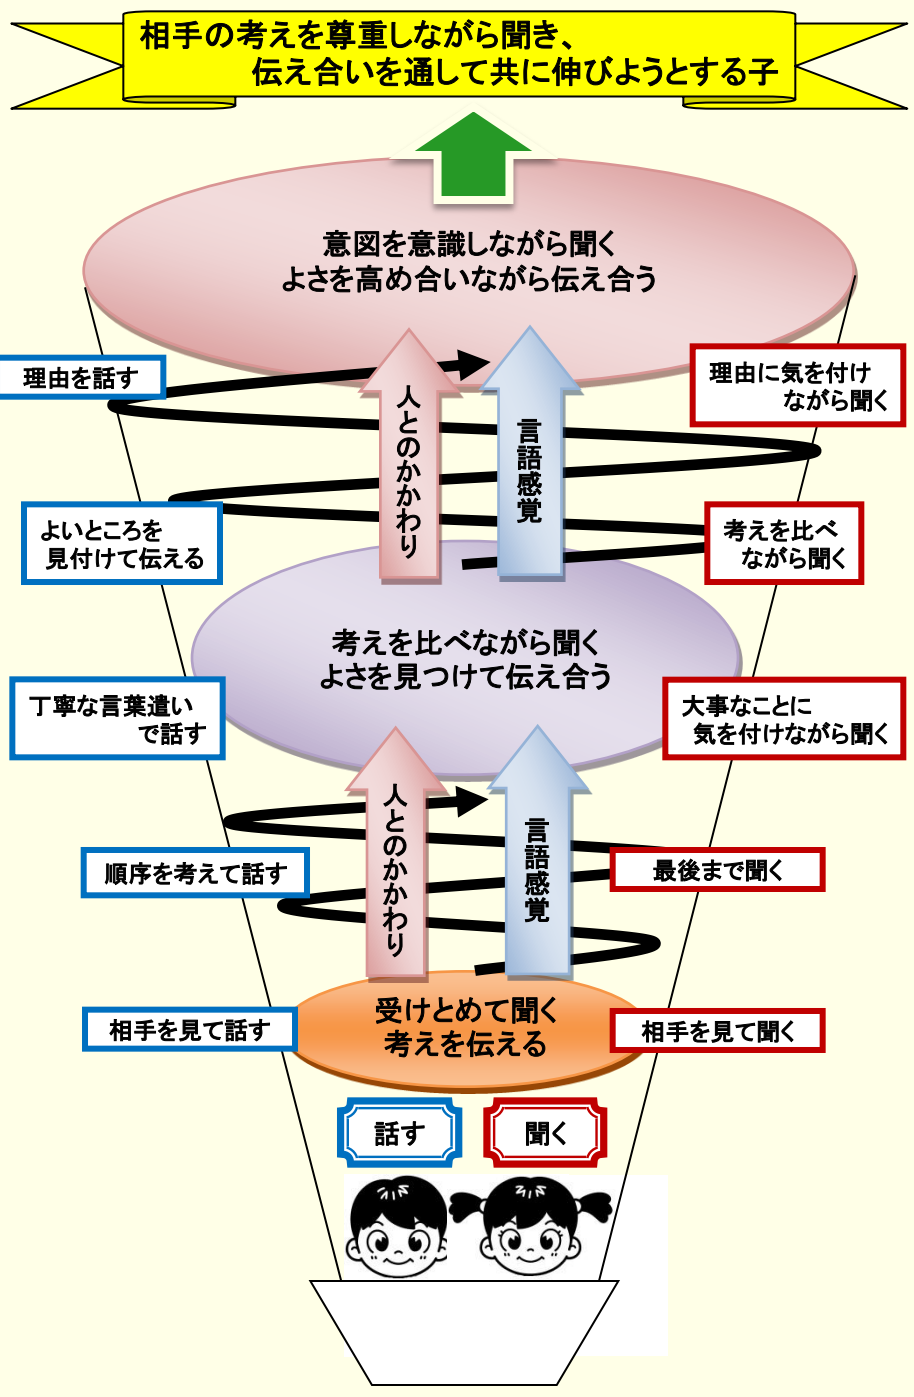 相手の考えを尊重しながら聞き、
伝え合いを通して共に伸びようとする子
意図を意識しながら聞く
よさを高め合いながら伝え合う
理由を話す
理由に気を付け
ながら聞く
人とのかかわり
言語感覚
よいところを
見付けて伝える
考えを比べ
ながら聞く
考えを比べながら聞く
よさを見つけて伝え合う
丁寧な言葉遣い
で話す
大事なことに
気を付けながら聞く
人とのかかわり
言語感覚
順序を考えて話す
最後まで聞く
受けとめて聞く
考えを伝える
相手を見て話す
相手を見て聞く
話す
聞く